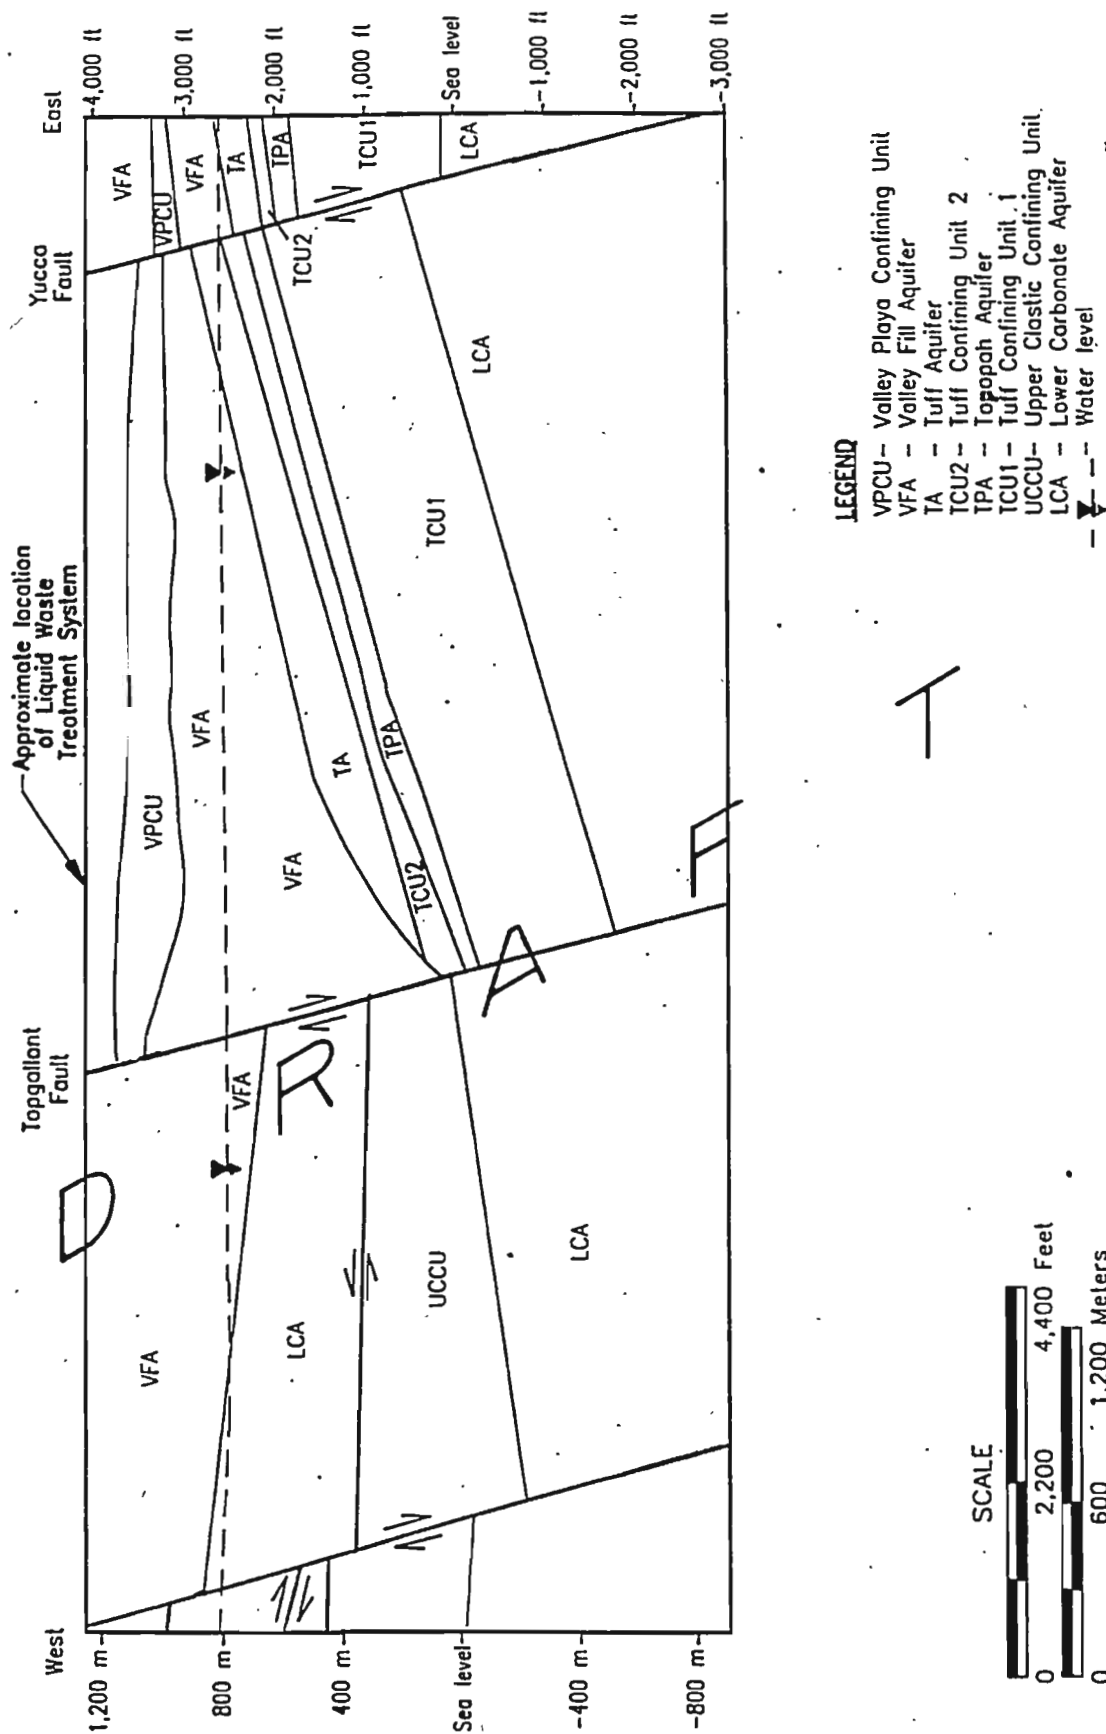 Approximate location
of Liquid Waste
Treatment System
West
Topgallant
Fault
Yucca
Fault
East
1,200 m
800 m
400 m
Sea level
-400 m
-800 m
4,000 ft
3,000 ft
2,000 ft
1,000 ft
Sea level
-1,000 ft
-2,000 ft
-3,000 ft
VFA
LCA
UCCU
LCA
VFA
VPCU
VFA
VFA
TA
TCU2
TPA
TCU1
LCA
TCU2
VFA
VPCU
VFA
TA
TPA
TCU1
LCA
DRAFT
SCALE
0 2,200 4,400 Feet
0 600 1,200 Meters
LEGEND
VPCU -- Valley Playa Confining Unit
VFA -- Valley Fill Aquifer
TA -- Tuff Aquifer
TCU2 -- Tuff Confining Unit 2
TPA -- Topopah Aquifer
TCU1 -- Tuff Confining Unit 1
UCCU -- Upper Clastic Confining Unit
LCA -- Lower Carbonate Aquifer
-- Water level